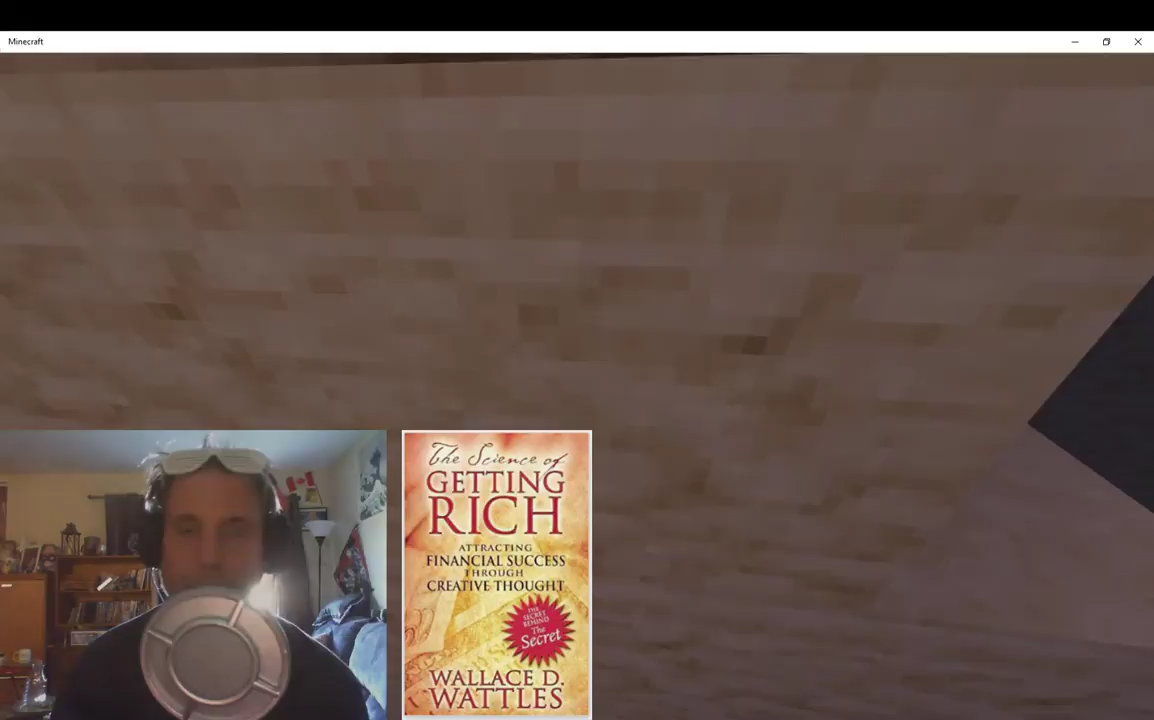 Minecraft
The Science of
GETTING
RICH
ATTRACTING
FINANCIAL SUCCESS
THROUGH
CREATIVE THOUGHT
THE
SECRET
BEHIND
The
Secret
WALLACE D.
WATTLES